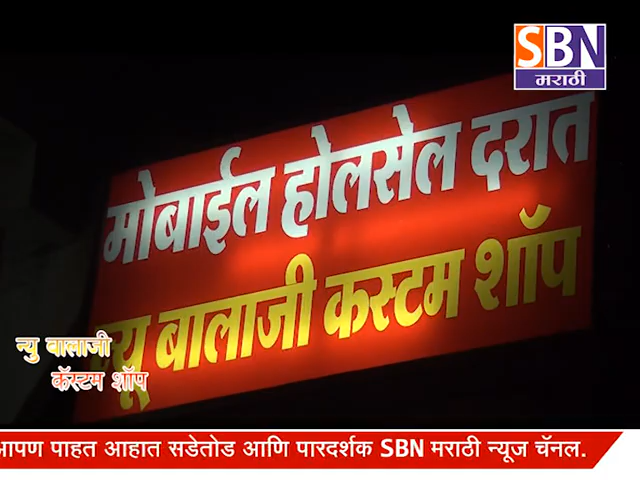 SBN
मराठी
मोबाईल होलसेल दरात
न्यू बालाजी कस्टम शॉप
न्यु बालाजी
कॅस्टम शॉप
आपण पाहत आहात सडेतोड आणि पारदर्शक SBN मराठी न्यूज चॅनल.